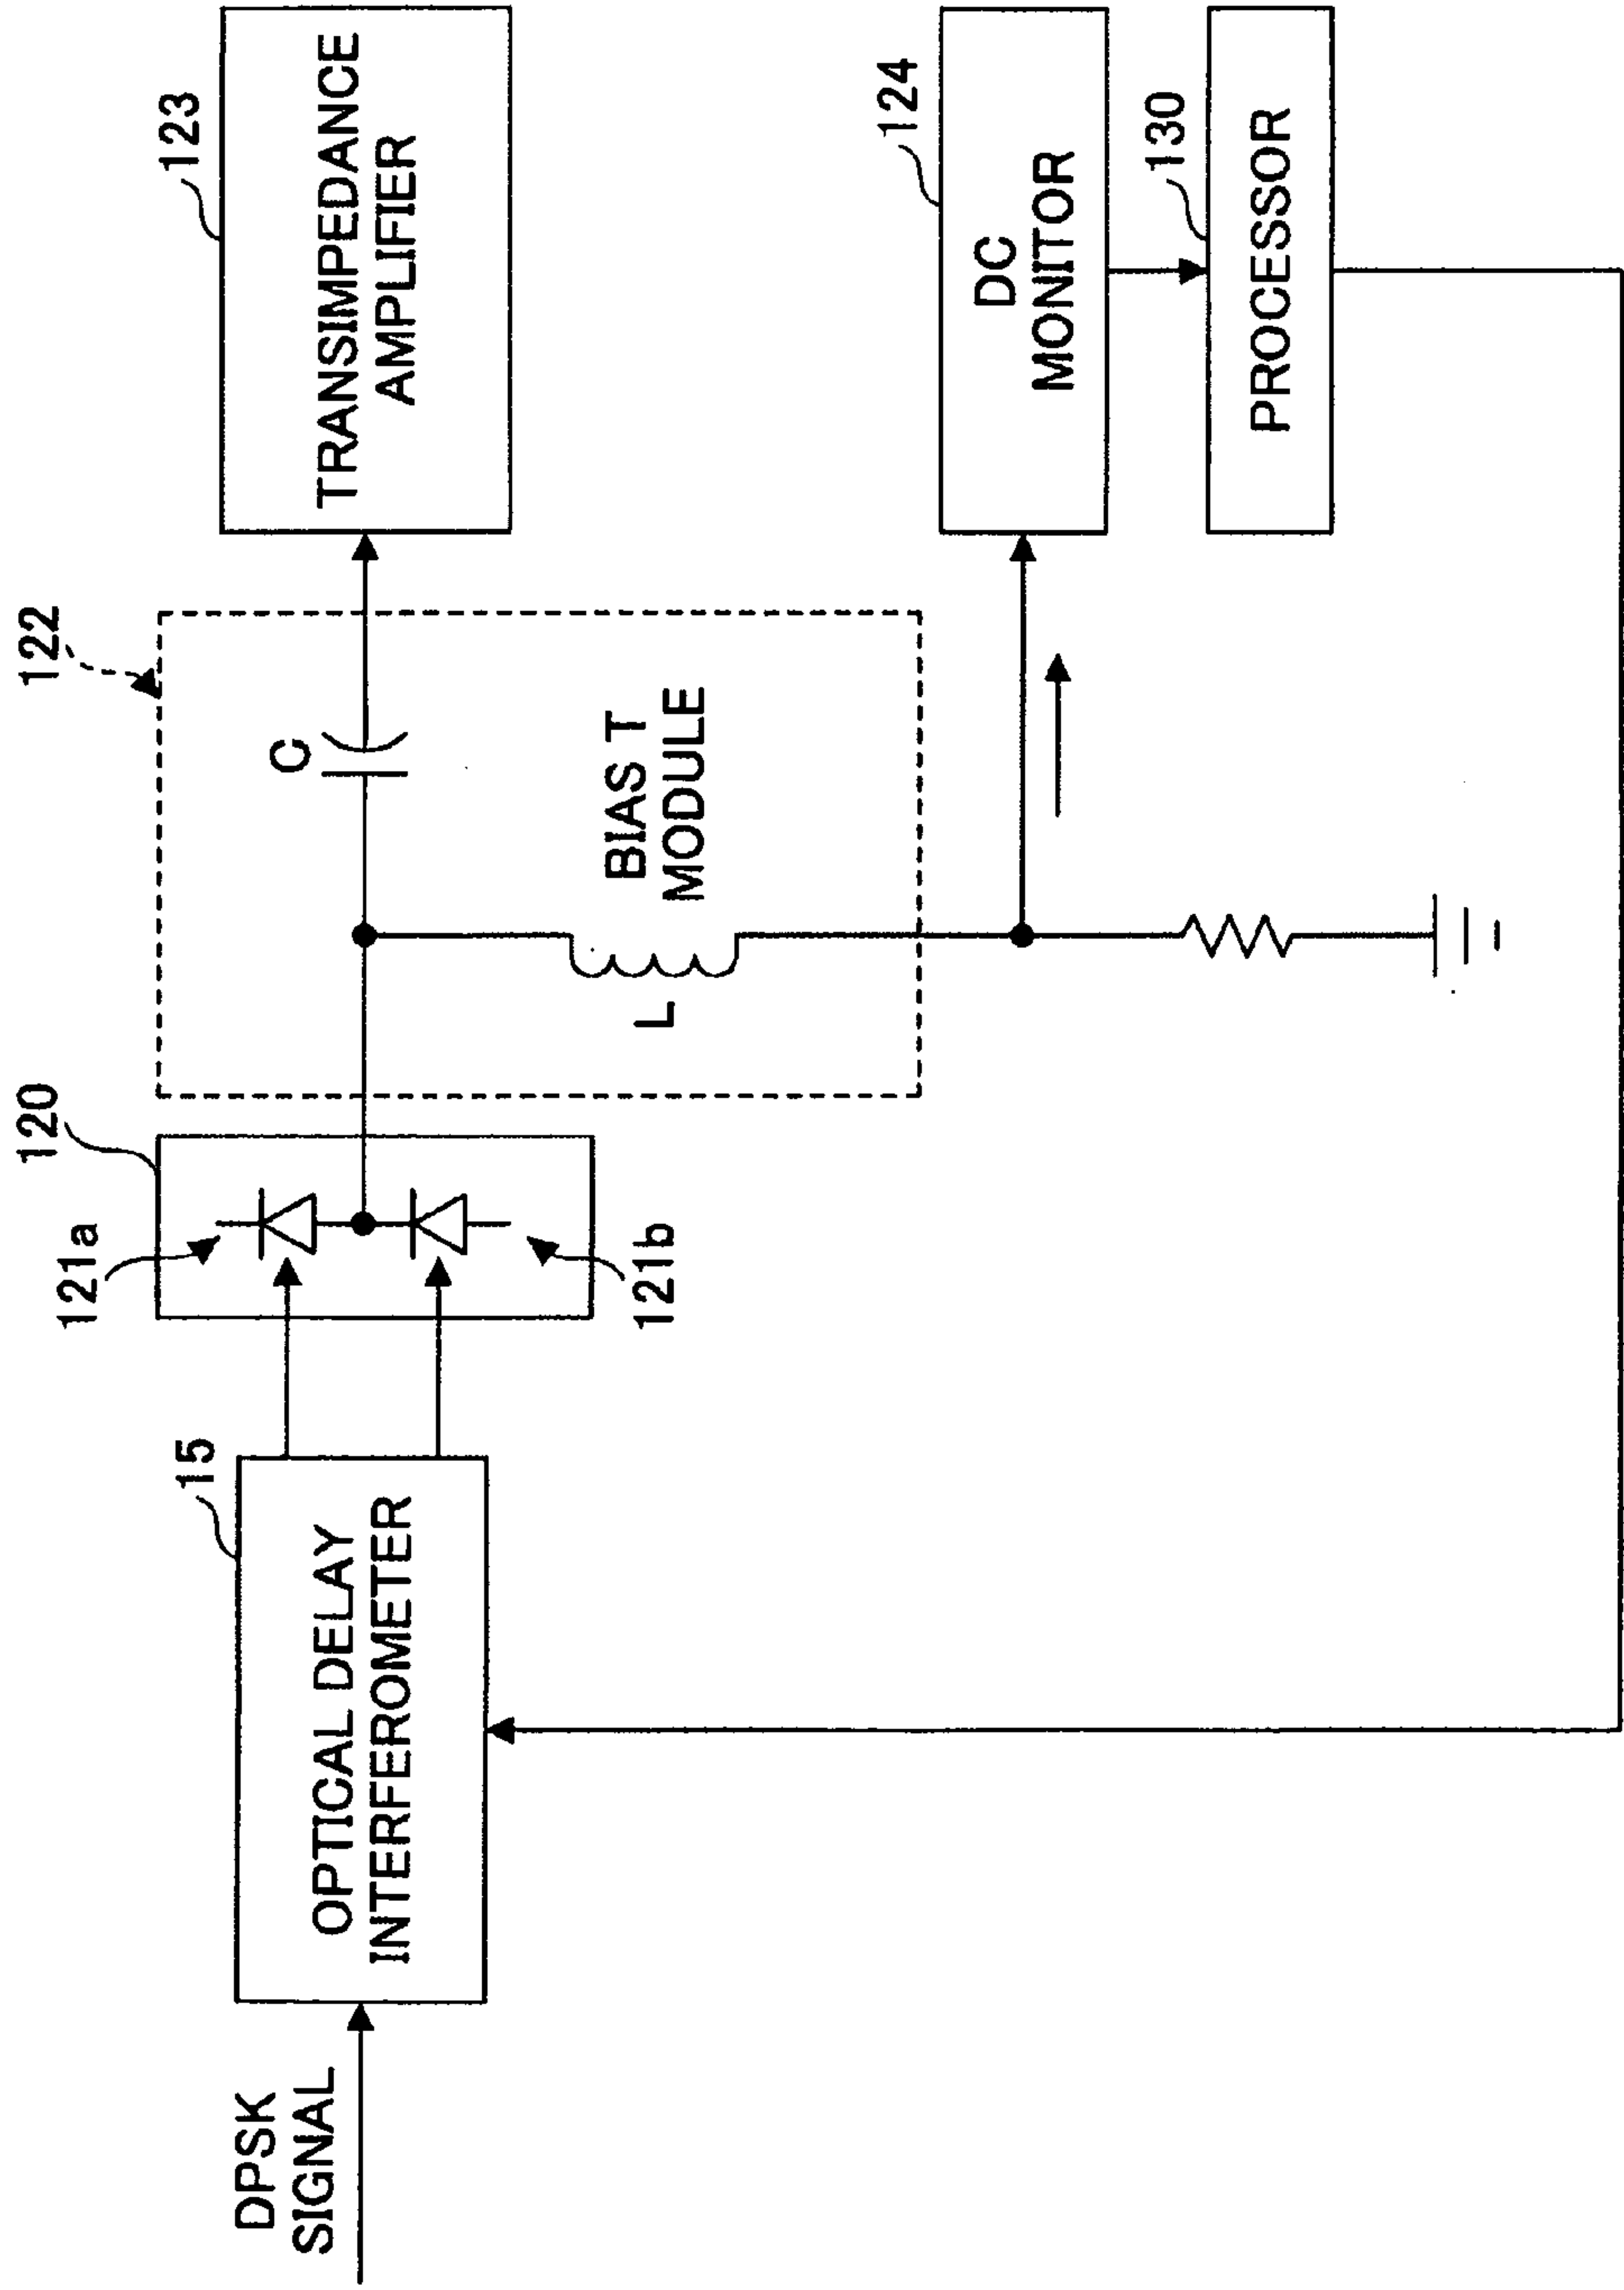 DPSK
SIGNAL
15
OPTICAL DELAY
INTERFEROMETER
120
121a
121b
122
C
L
BIAS T
MODULE
123
TRANSIMPEDANCE
AMPLIFIER
124
DC
MONITOR
130
PROCESSOR